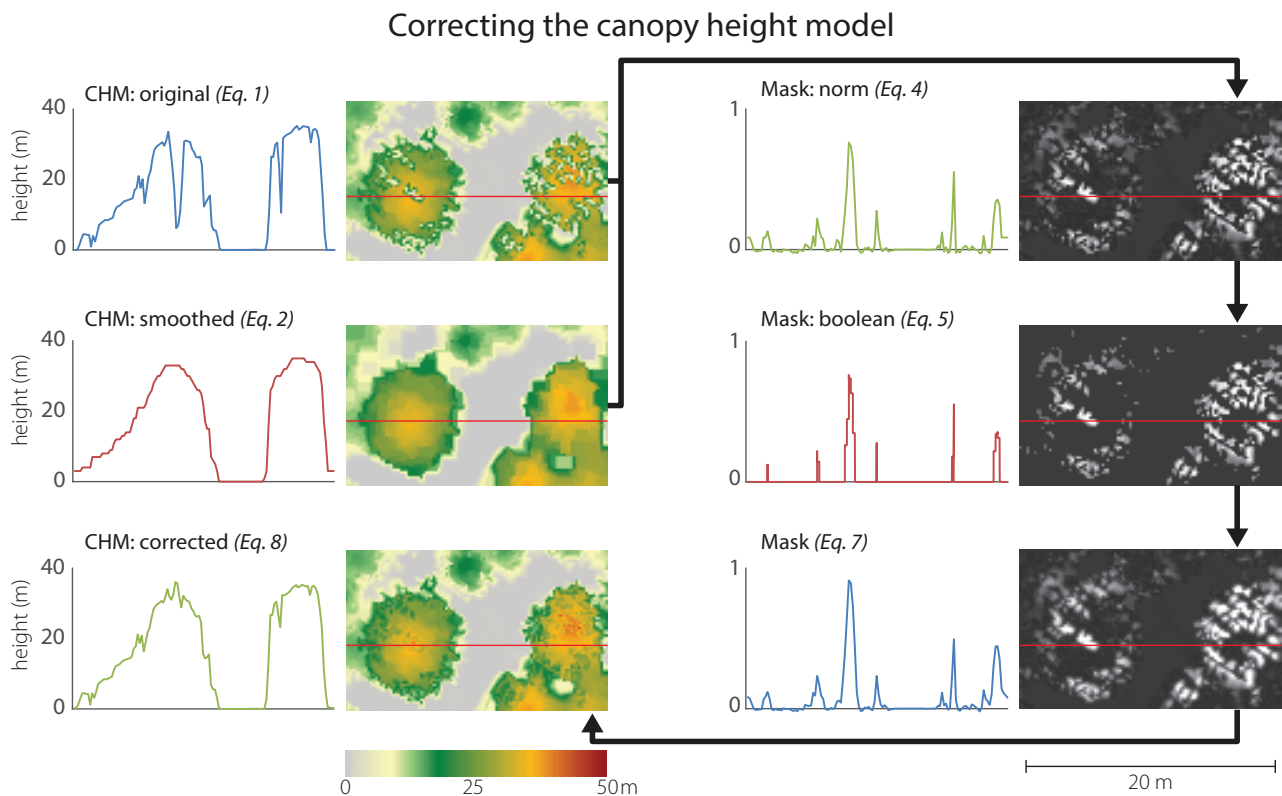 Correcting the canopy height model
CHM: original (Eq. 1)
40
20
0
height (m)
Mask: norm (Eq. 4)
1
0
CHM: smoothed (Eq. 2)
40
20
0
height (m)
Mask: boolean (Eq. 5)
1
0
CHM: corrected (Eq. 8)
40
20
0
height (m)
Mask (Eq. 7)
1
0
0 25 50m
20 m